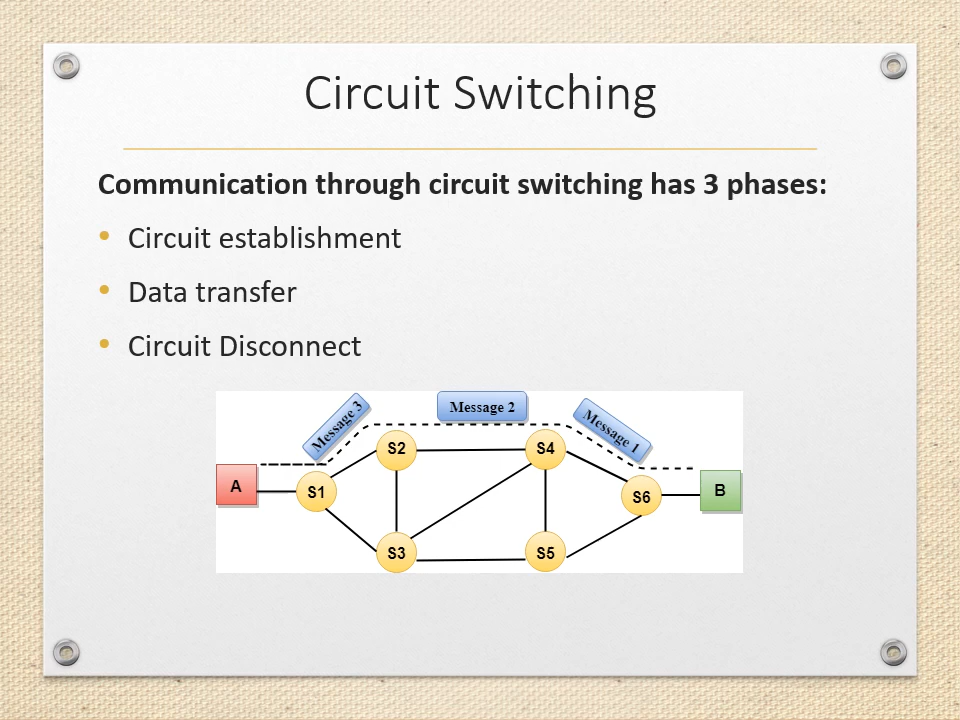 Circuit Switching
Communication through circuit switching has 3 phases:
• Circuit establishment
• Data transfer
• Circuit Disconnect
Message 3
Message 2
Message 1
A
S1
S2
S4
S6
B
S3
S5